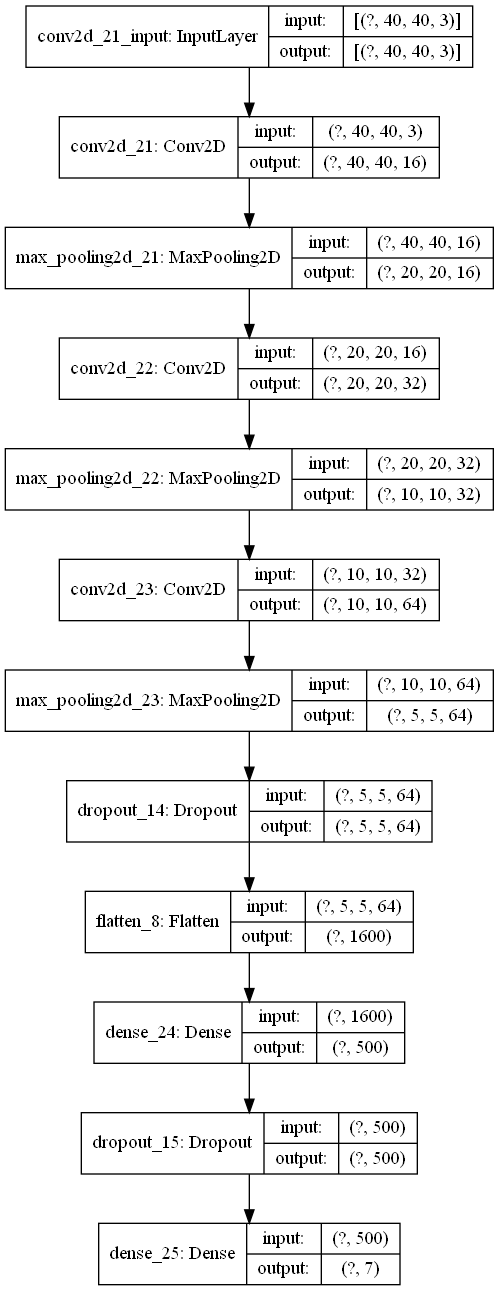 conv2d_21_input: InputLayer
input: [(?, 40, 40, 3)]
output: [(?, 40, 40, 3)]
conv2d_21: Conv2D
input: (?, 40, 40, 3)
output: (?, 40, 40, 16)
max_pooling2d_21: MaxPooling2D
input: (?, 40, 40, 16)
output: (?, 20, 20, 16)
conv2d_22: Conv2D
input: (?, 20, 20, 16)
output: (?, 20, 20, 32)
max_pooling2d_22: MaxPooling2D
input: (?, 20, 20, 32)
output: (?, 10, 10, 32)
conv2d_23: Conv2D
input: (?, 10, 10, 32)
output: (?, 10, 10, 64)
max_pooling2d_23: MaxPooling2D
input: (?, 10, 10, 64)
output: (?, 5, 5, 64)
dropout_14: Dropout
input: (?, 5, 5, 64)
output: (?, 5, 5, 64)
flatten_8: Flatten
input: (?, 5, 5, 64)
output: (?, 1600)
dense_24: Dense
input: (?, 1600)
output: (?, 500)
dropout_15: Dropout
input: (?, 500)
output: (?, 500)
dense_25: Dense
input: (?, 500)
output: (?, 7)